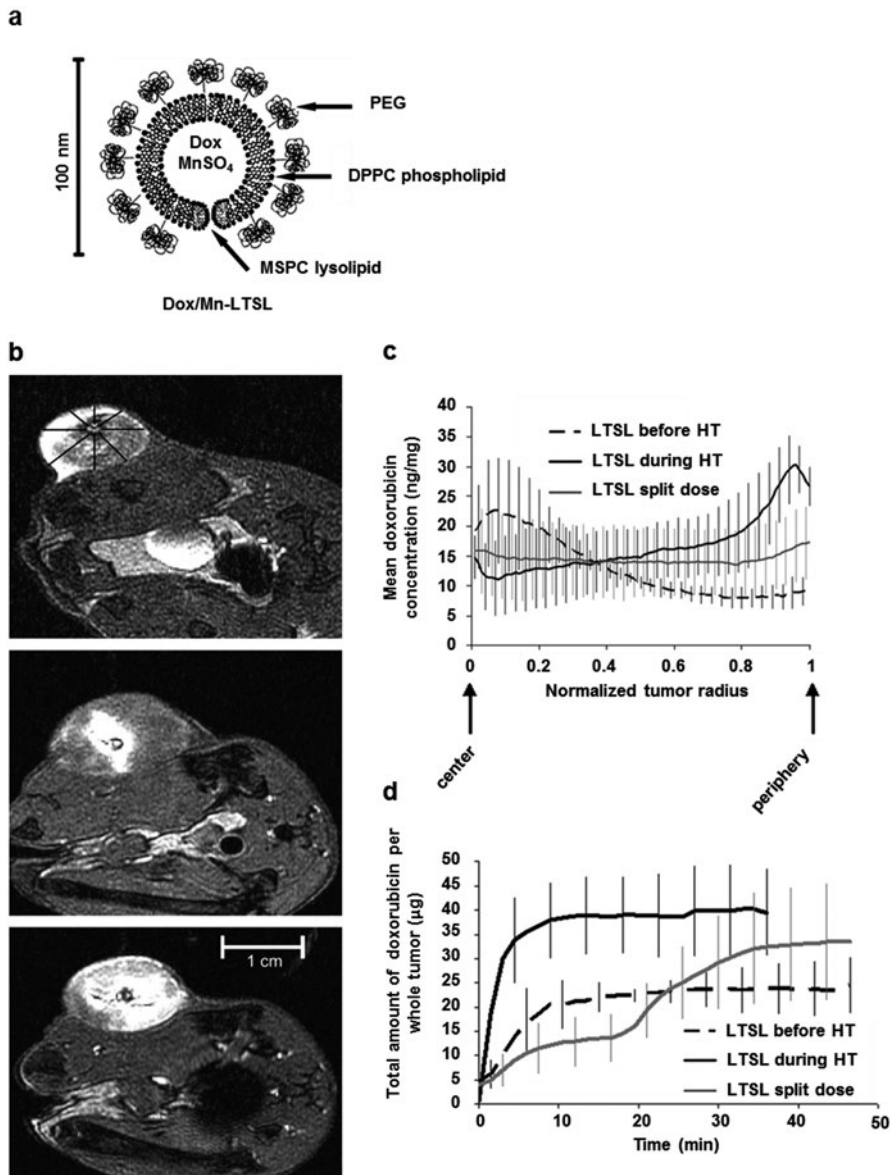 a
100 nm
Dox
MnSO4
PEG
DPPC phospholipid
MSPC lysolipid
Dox/Mn-LTSL
b
1 cm
c
Mean doxorubicin
concentration (ng/mg)
45
40
35
30
25
20
15
10
5
0
LTSL before HT
LTSL during HT
LTSL split dose
0
0.2
0.4
0.6
0.8
1
Normalized tumor radius
center
periphery
d
Total amount of doxorubicin per
whole tumor (µg)
50
45
40
35
30
25
20
15
10
5
0
LTSL before HT
LTSL during HT
LTSL split dose
0
10
20
30
40
50
Time (min)